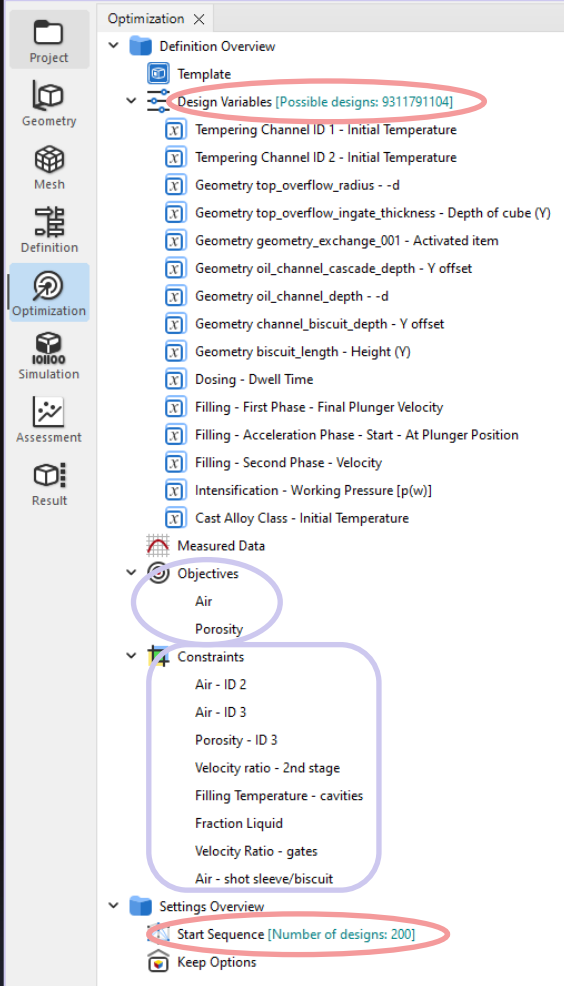 Optimization
Project
Geometry
Mesh
Definition
Optimization
Simulation
Assessment
Result
Definition Overview
Template
Design Variables [Possible designs: 9311791104]
Tempering Channel ID 1 - Initial Temperature
Tempering Channel ID 2 - Initial Temperature
Geometry top_overflow_radius - -d
Geometry top_overflow_ingate_thickness - Depth of cube (Y)
Geometry geometry_exchange_001 - Activated item
Geometry oil_channel_cascade_depth - Y offset
Geometry oil_channel_depth - -d
Geometry channel_biscuit_depth - Y offset
Geometry biscuit_length - Height (Y)
Dosing - Dwell Time
Filling - First Phase - Final Plunger Velocity
Filling - Acceleration Phase - Start - At Plunger Position
Filling - Second Phase - Velocity
Intensification - Working Pressure [p(w)]
Cast Alloy Class - Initial Temperature
Measured Data
Objectives
Air
Porosity
Constraints
Air - ID 2
Air - ID 3
Porosity - ID 3
Velocity ratio - 2nd stage
Filling Temperature - cavities
Fraction Liquid
Velocity Ratio - gates
Air - shot sleeve/biscuit
Settings Overview
Start Sequence [Number of designs: 200]
Keep Options